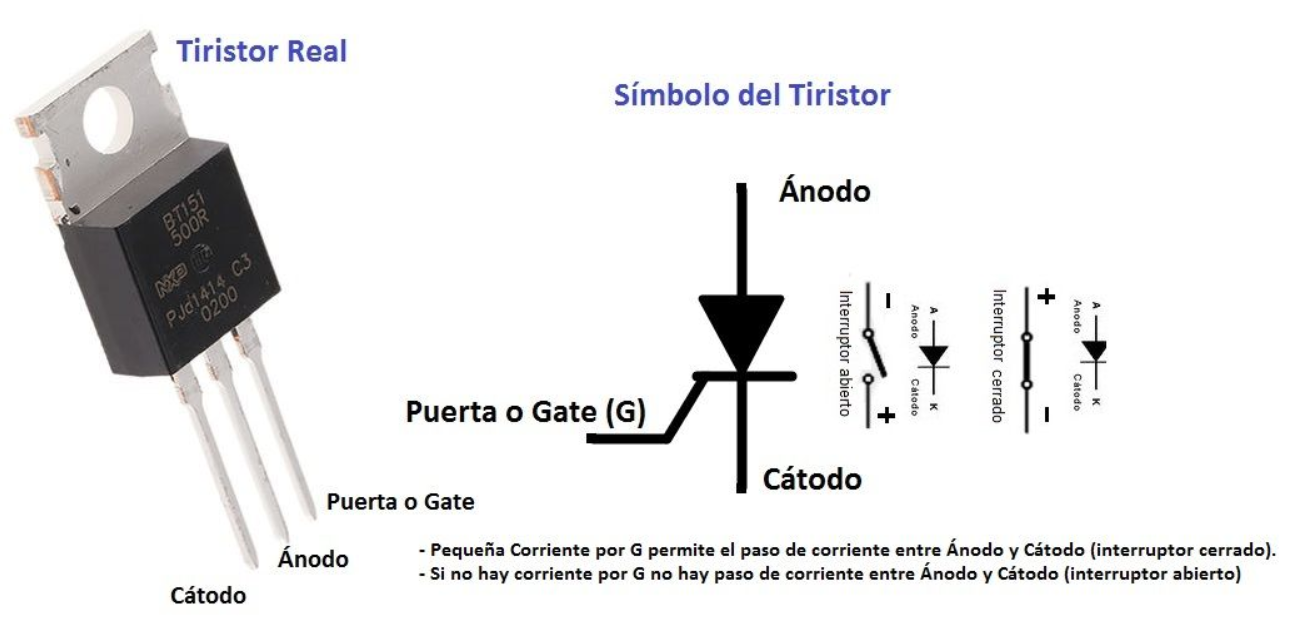 Tiristor Real
BT151
500R
NXP
PJd1414 C3
0200
Puerta o Gate
Ánodo
Cátodo
Símbolo del Tiristor
Ánodo
Puerta o Gate (G)
Cátodo
Interruptor abierto
-
+
A
Anodo
Cátodo
K
Interruptor cerrado
+
-
A
Anodo
Cátodo
K
- Pequeña Corriente por G permite el paso de corriente entre Ánodo y Cátodo (interruptor cerrado).
- Si no hay corriente por G no hay paso de corriente entre Ánodo y Cátodo (interruptor abierto)